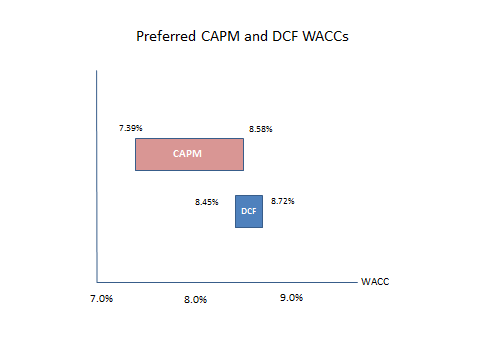 Preferred CAPM and DCF WACCs
7.39%
8.58%
CAPM
8.45%
DCF
8.72%
WACC
7.0%
8.0%
9.0%